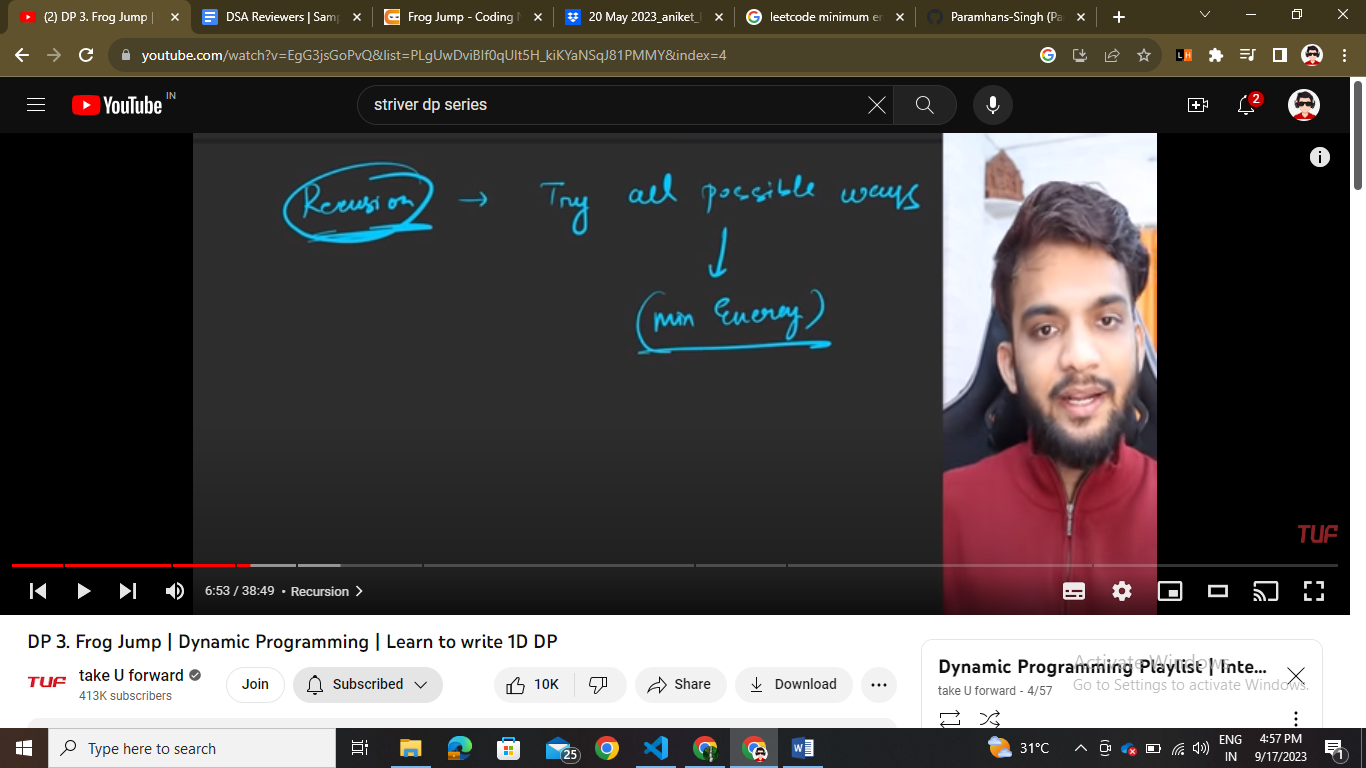 (2) DP 3. Frog Jump |
DSA Reviewers | Sam
Frog Jump - Coding N
20 May 2023_aniket_
leetcode minimum e
Paramhans-Singh (Pa
youtube.com/watch?v=EgG3jsGoPvQ&list=PLgUwDviBIf0qUlt5H_kiKYaNSqJ81PMMY&index=4
YouTube IN
striver dp series
2
Recursion → Try all possible ways
(min Energy)
TUF
6:53 / 38:49 • Recursion
DP 3. Frog Jump | Dynamic Programming | Learn to write 1D DP
TUF
take U forward
413K subscribers
Join
Subscribed
10K
Share
Download
Dynamic Programming Playlist | Inte...
take U forward - 4/57
Activate Windows
Go to Settings to activate Windows.
Type here to search
25
31°C
ENG
IN
4:57 PM
9/17/2023
1